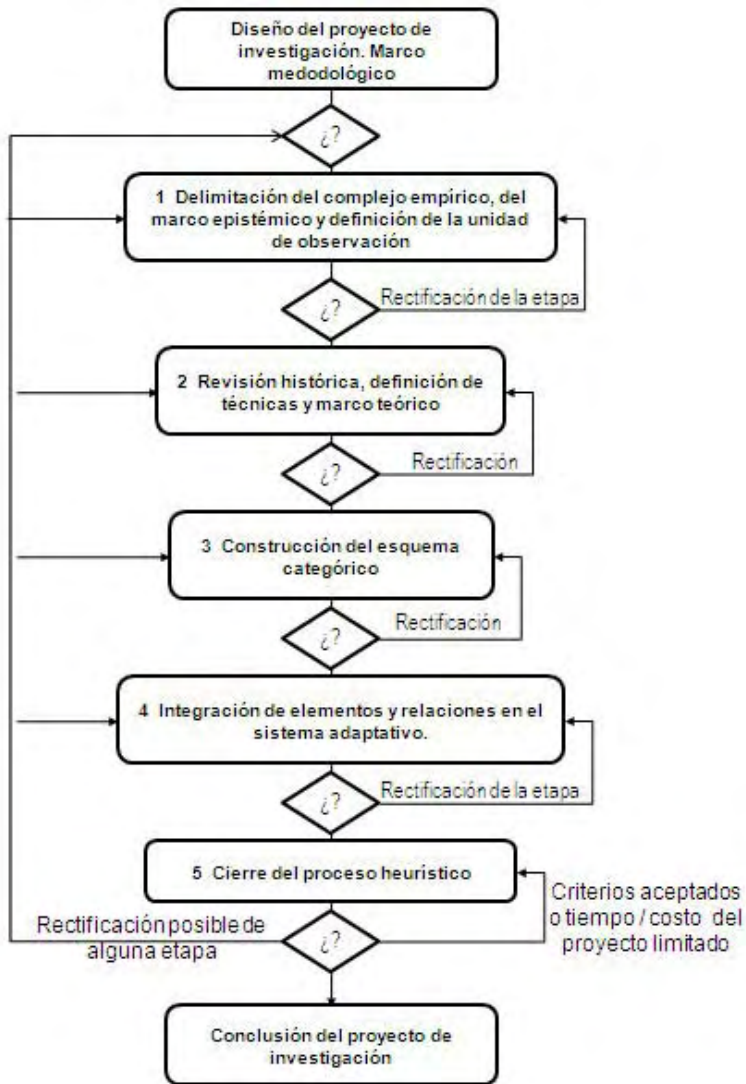 Diseño del proyecto de
investigación. Marco
medodológico
¿?
1 Delimitación del complejo empírico, del
marco epistémico y definición de la unidad
de observación
¿?
Rectificación de la etapa
2 Revisión histórica, definición de
técnicas y marco teórico
¿?
Rectificación
3 Construcción del esquema
categórico
¿?
Rectificación
4 Integración de elementos y relaciones en el
sistema adaptativo.
¿?
Rectificación de la etapa
5 Cierre del proceso heurístico
Rectificación posible de
alguna etapa
¿?
Criterios aceptados
o tiempo / costo del
proyecto limitado
Conclusión del proyecto de
investigación